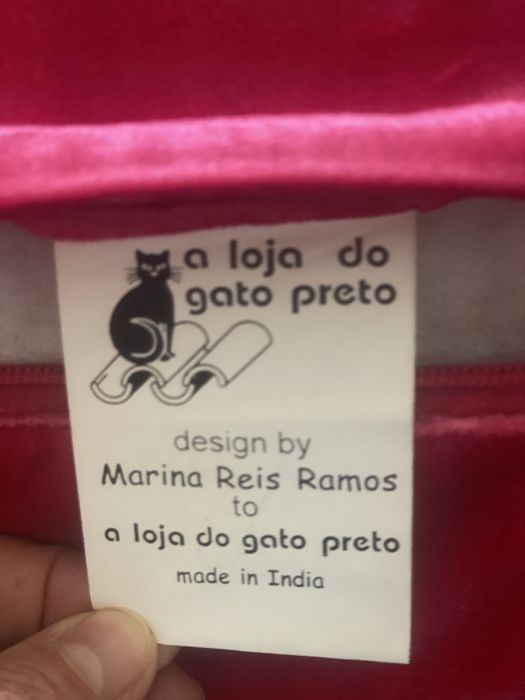 a loja do
gato preto
design by
Marina Reis Ramos
to
a loja do gato preto
made in India